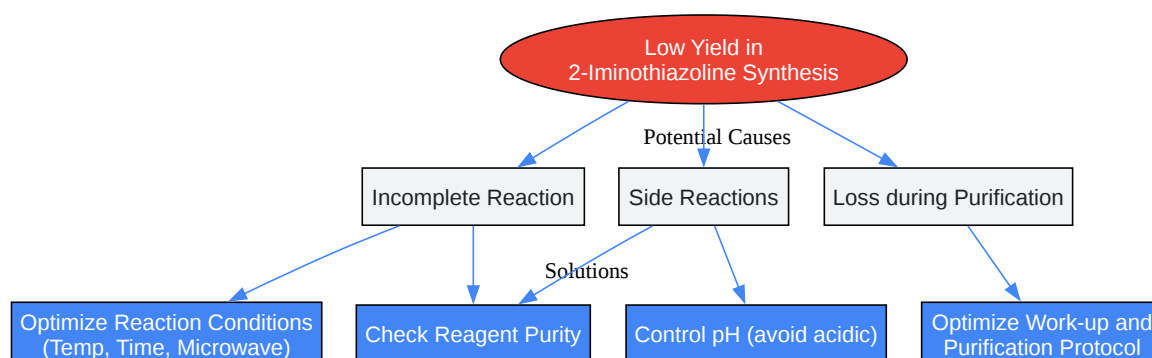 Low Yield in
2-Iminothiazoline Synthesis
Potential Causes
Incomplete Reaction
Side Reactions
Loss during Purification
Solutions
Optimize Reaction Conditions
(Temp, Time, Microwave)
Check Reagent Purity
Control pH (avoid acidic)
Optimize Work-up and
Purification Protocol